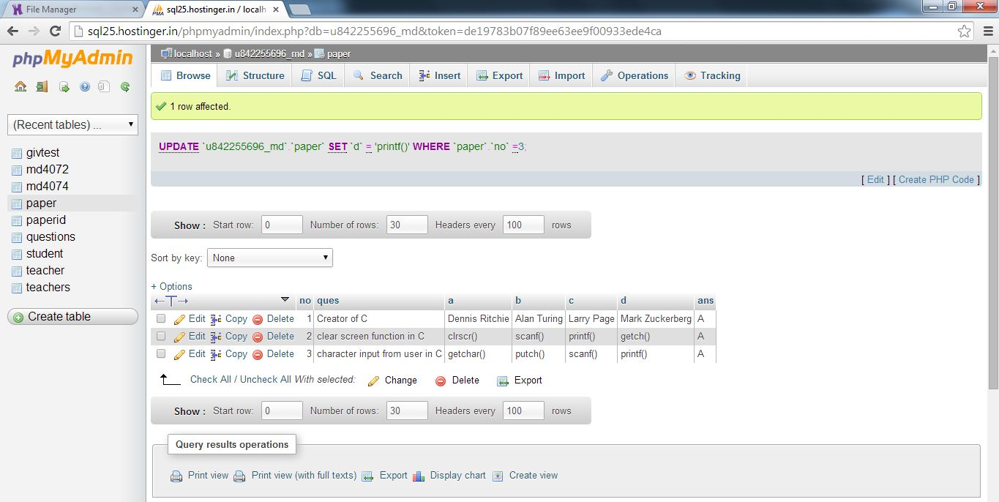 File Manager
sql25.hostinger.in / localh
sql25.hostinger.in/phpmyadmin/index.php?db=u842255696_md&token=de19783b07f89ee63ee9f00933ede4ca
phpMyAdmin
(Recent tables) ...
givtest
md4072
md4074
paper
paperid
questions
student
teacher
teachers
Create table
localhost » u842255696_md » paper
Browse Structure SQL Search Insert Export Import Operations Tracking
1 row affected.
UPDATE `u842255696_md`.`paper` SET `d` = 'printf()' WHERE `paper`.`no` =3;
[ Edit ] [ Create PHP Code ]
Show : Start row: 0 Number of rows: 30 Headers every 100 rows
Sort by key: None
+ Options
←T→ no ques a b c d ans
Edit Copy Delete 1 Creator of C Dennis Ritchie Alan Turing Larry Page Mark Zuckerberg A
Edit Copy Delete 2 clear screen function in C clrscr() scanf() printf() getch() A
Edit Copy Delete 3 character input from user in C getchar() putch() scanf() printf() A
Check All / Uncheck All With selected: Change Delete Export
Show : Start row: 0 Number of rows: 30 Headers every 100 rows
Query results operations
Print view Print view (with full texts) Export Display chart Create view